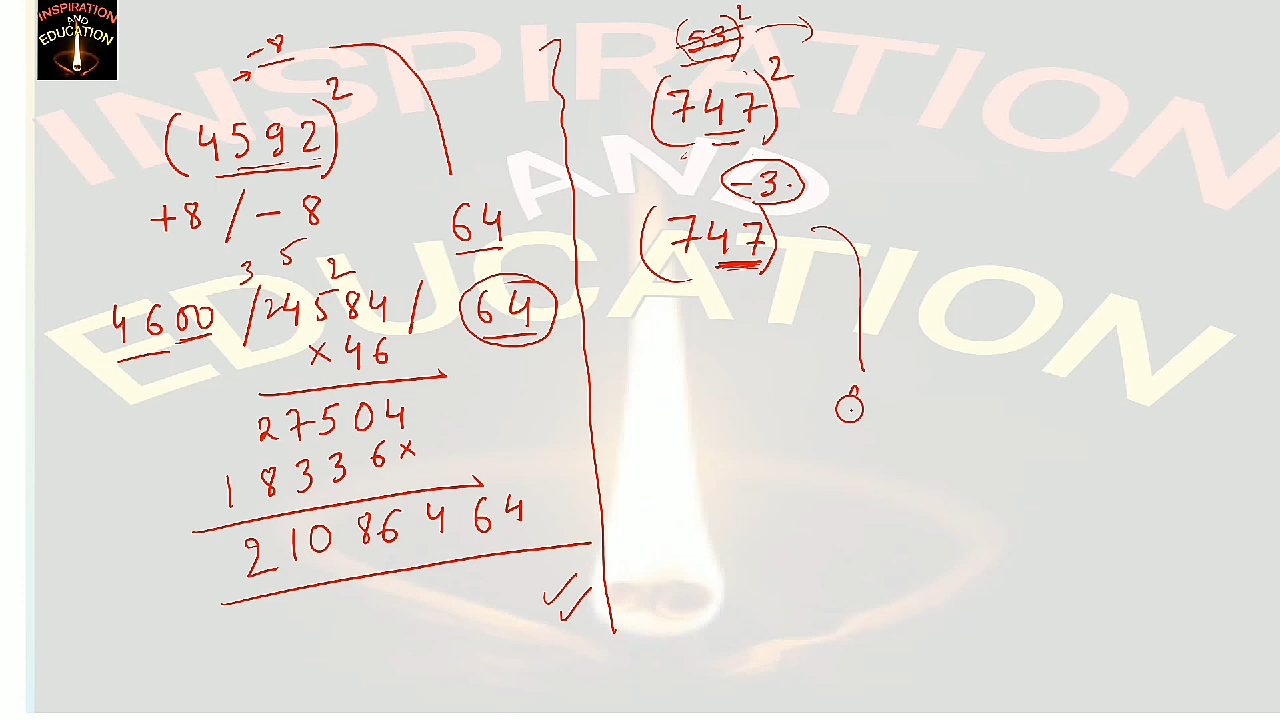 INSPIRATION
AND
EDUCATION
INSPIRATION
AND
EDUCATION
-8
(4592)²
+8 / - 8
64
3 5 2
4600 / 24584 / 64
×46
27504
18336×
21086464
(53)²
(747)²
-3.
(747)